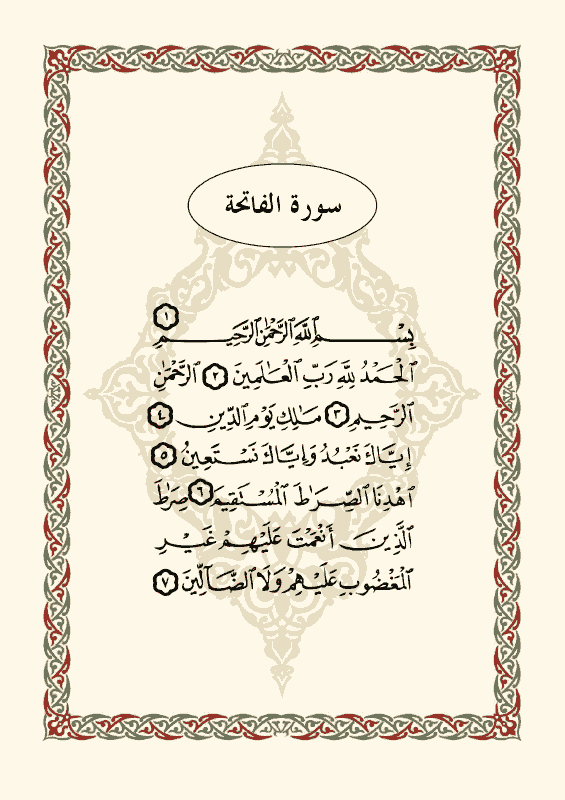 سورة الفاتحة
بِسْمِ ٱللَّهِ ٱلرَّحْمَٰنِ ٱلرَّحِيمِ ١
ٱلْحَمْدُ لِلَّهِ رَبِّ ٱلْعَٰلَمِينَ ٢ ٱلرَّحْمَٰنِ
ٱلرَّحِيمِ ٣ مَٰلِكِ يَوْمِ ٱلدِّينِ ٤
إِيَّاكَ نَعْبُدُ وَإِيَّاكَ نَسْتَعِينُ ٥
ٱهْدِنَا ٱلصِّرَٰطَ ٱلْمُسْتَقِيمَ ٦ صِرَٰطَ
ٱلَّذِينَ أَنْعَمْتَ عَلَيْهِمْ غَيْرِ
ٱلْمَغْضُوبِ عَلَيْهِمْ وَلَا ٱلضَّآلِّينَ ٧